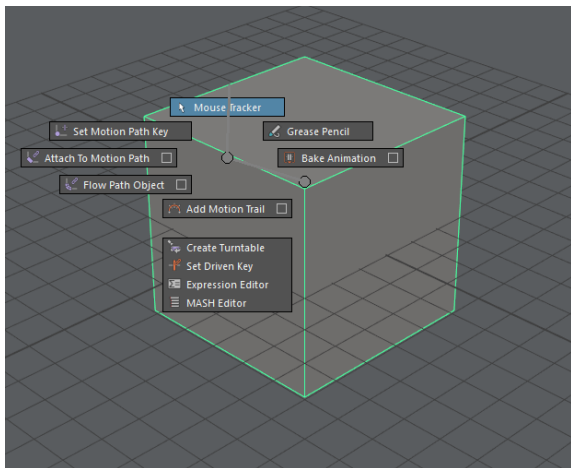 Mouse Tracker
Set Motion Path Key
Grease Pencil
Attach To Motion Path
Bake Animation
Flow Path Object
Add Motion Trail
Create Turntable
Set Driven Key
Expression Editor
MASH Editor